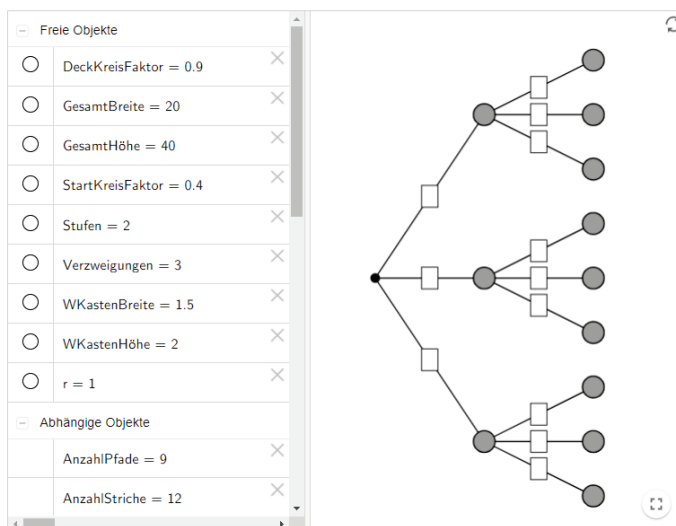 Freie Objekte
DeckKreisFaktor = 0.9
GesamtBreite = 20
GesamtHöhe = 40
StartKreisFaktor = 0.4
Stufen = 2
Verzweigungen = 3
WKastenBreite = 1.5
WKastenHöhe = 2
r = 1
Abhängige Objekte
AnzahlPfade = 9
AnzahlStriche = 12